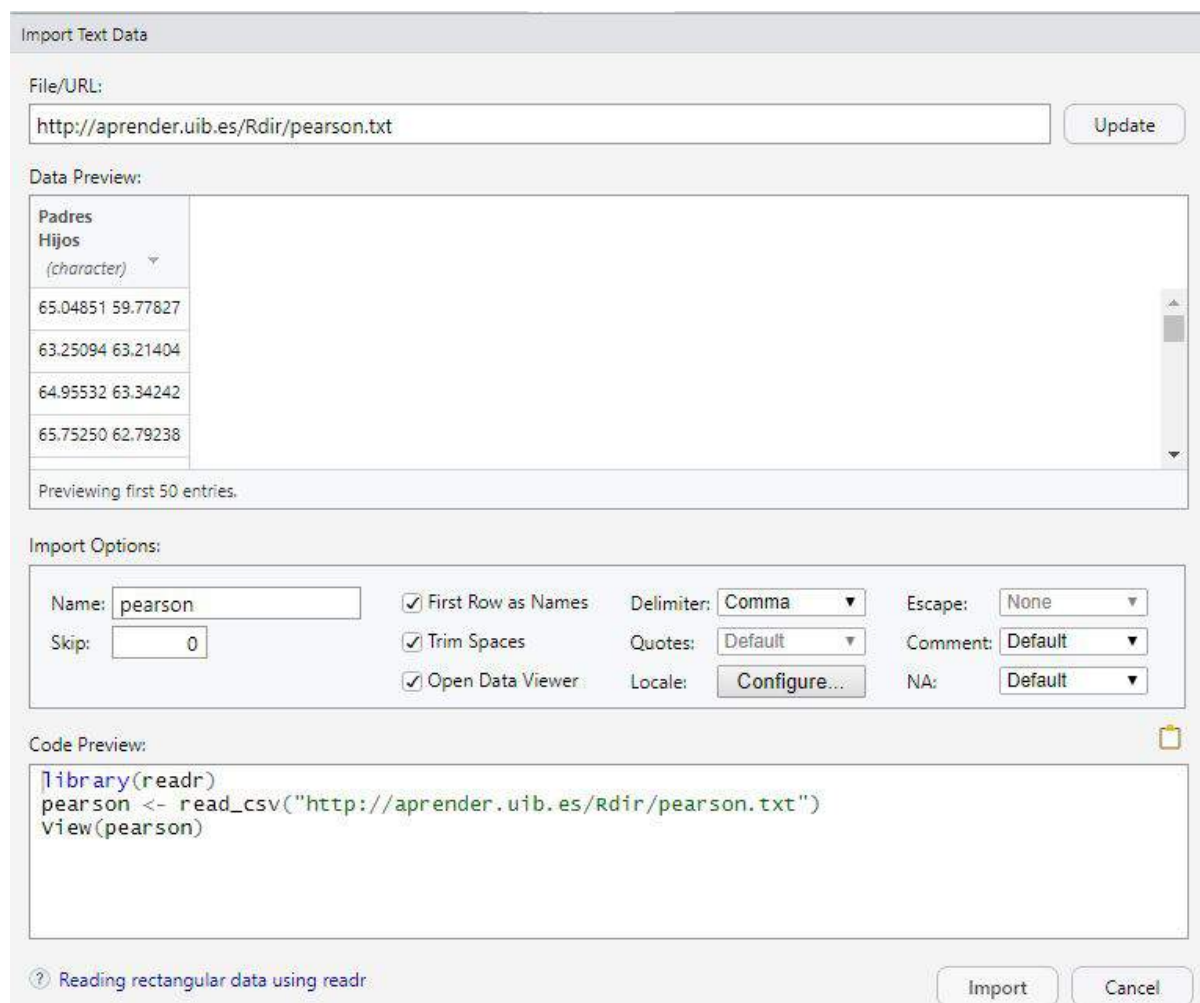 Import Text Data
File/URL:
http://aprender.uib.es/Rdir/pearson.txt
Update
Data Preview:
Padres
Hijos
(character)
65.04851 59.77827
63.25094 63.21404
64.95532 63.34242
65.75250 62.79238
Previewing first 50 entries.
Import Options:
Name: pearson
First Row as Names
Delimiter: Comma
Escape: None
Skip: 0
Trim Spaces
Quotes: Default
Comment: Default
Open Data Viewer
Locale: Configure...
NA: Default
Code Preview:
library(readr)
pearson <- read_csv("http://aprender.uib.es/Rdir/pearson.txt")
View(pearson)
? Reading rectangular data using readr
Import
Cancel